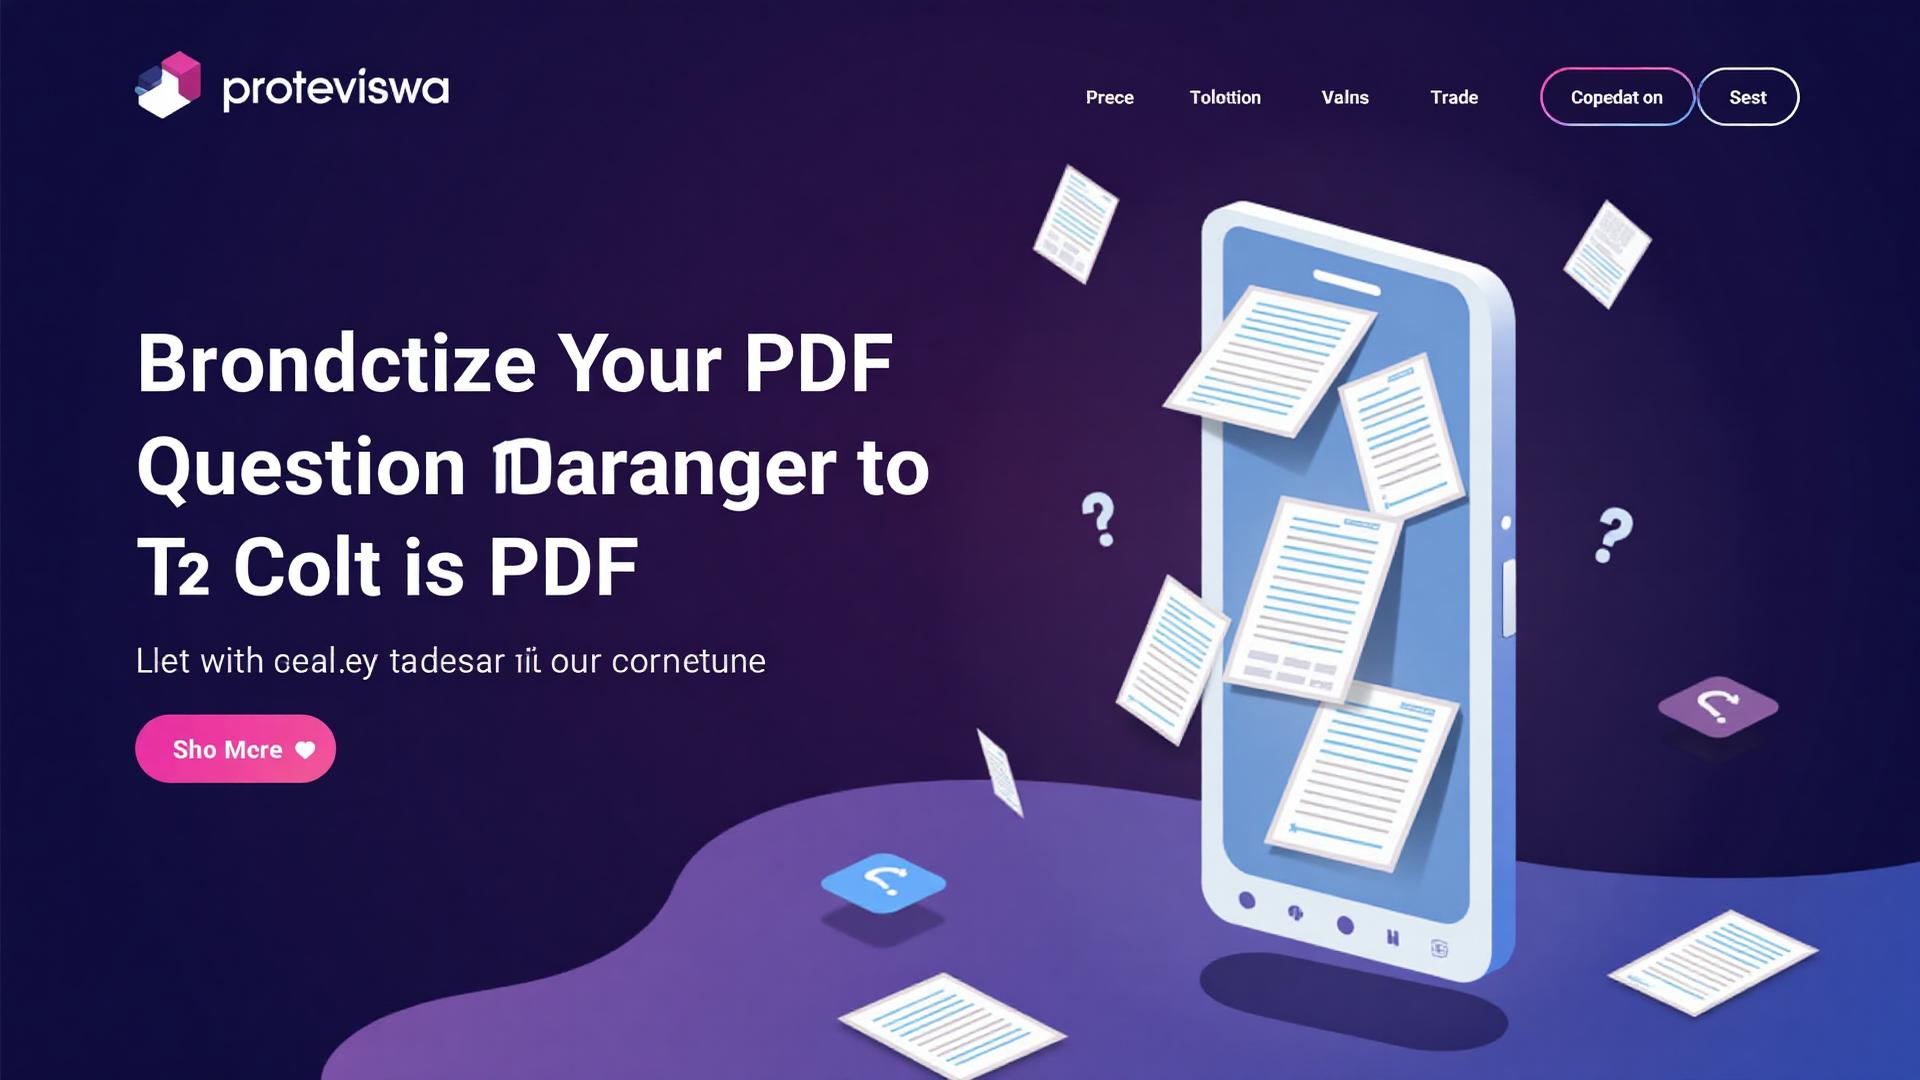 proteviswa
Prece Tolottion Valns Trade Copedat on Sest
Brondctize Your PDF
Question Daranger to
T2 Colt is PDF
Llet with ceal.ey tadesar our cornetune
Sho Mcre